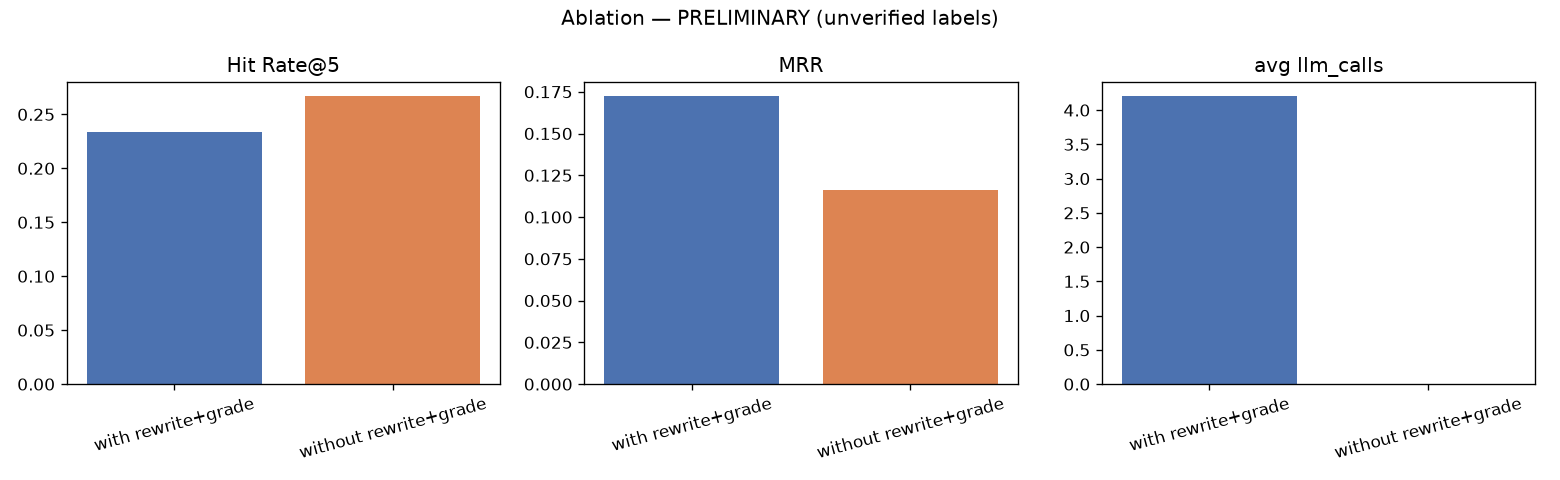 Ablation — PRELIMINARY (unverified labels)
Hit Rate@5
0.25
0.20
0.15
0.10
0.05
0.00
with rewrite+grade
without rewrite+grade
MRR
0.175
0.150
0.125
0.100
0.075
0.050
0.025
0.000
with rewrite+grade
without rewrite+grade
avg llm_calls
4.0
3.5
3.0
2.5
2.0
1.5
1.0
0.5
0.0
with rewrite+grade
without rewrite+grade